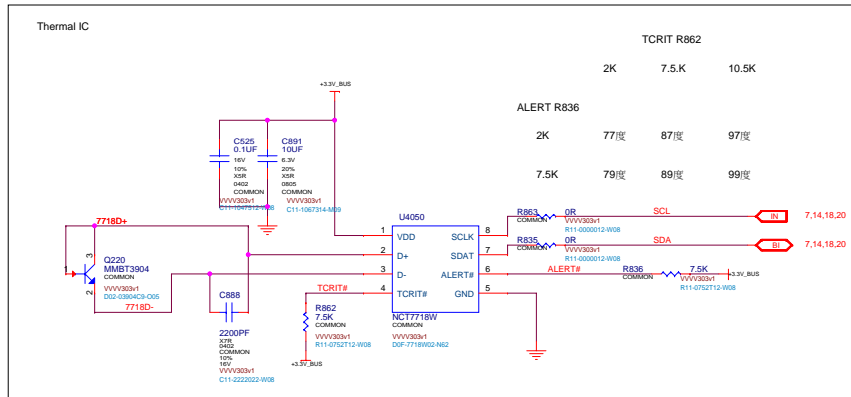 Thermal IC
TCRIT R862
2K 7.5.K 10.5K
ALERT R836
2K 77度 87度 97度
7.5K 79度 89度 99度
+3.3V_BUS
C525
0.1UF
16V
10%
X5R
0402
COMMON
VVVV303v1
C891
10UF
6.3V
20%
X5R
0805
COMMON
VVVV303v1
C11-1067314-M09
7718D+
3
1
2
Q220
MMBT3904
COMMON
VVVV303v1
D02-03904C9-O05
7718D-
C888
2200PF
X7R
0402
COMMON
10%
16V
VVVV303v1
C11-2222022-W08
TCRIT#
R862
7.5K
COMMON
VVVV303v1
R11-0752T12-W08
+3.3V_BUS
U4050
1 VDD SCLK 8
2 D+ SDAT 7
3 D- ALERT# 6
4 TCRIT# GND 5
NCT7718W
COMMON
VVVV303v1
D0F-7718W02-N62
R863 0R SCL IN 7,14,18,20
COMMON
VVVV303v1
R11-0000012-W08
R835 0R SDA BI 7,14,18,20
COMMON
VVVV303v1
R11-0000012-W08
ALERT# R836 7.5K +3.3V_BUS
COMMON
VVVV303v1
R11-0752T12-W08